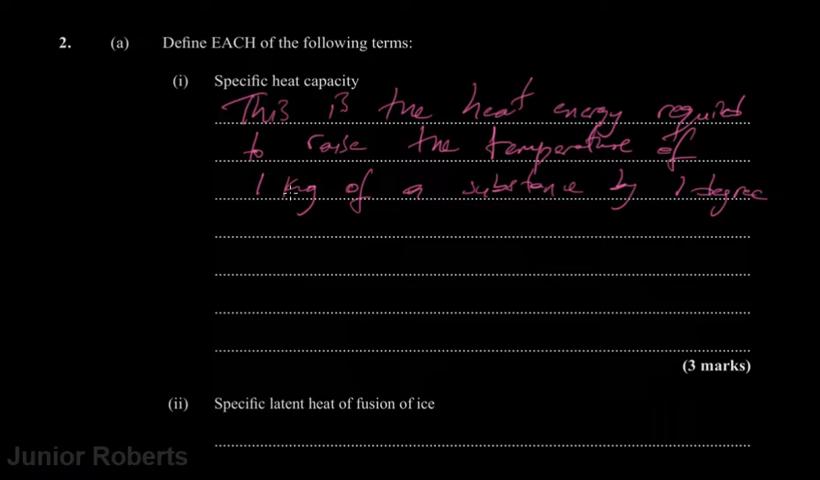 2. (a) Define EACH of the following terms:
(i) Specific heat capacity
This is the heat energy required
to raise the temperature of
1 kg of a substance by 1 degree
(3 marks)
(ii) Specific latent heat of fusion of ice
Junior Roberts